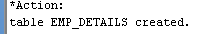 *Action:
table EMP_DETAILS created.